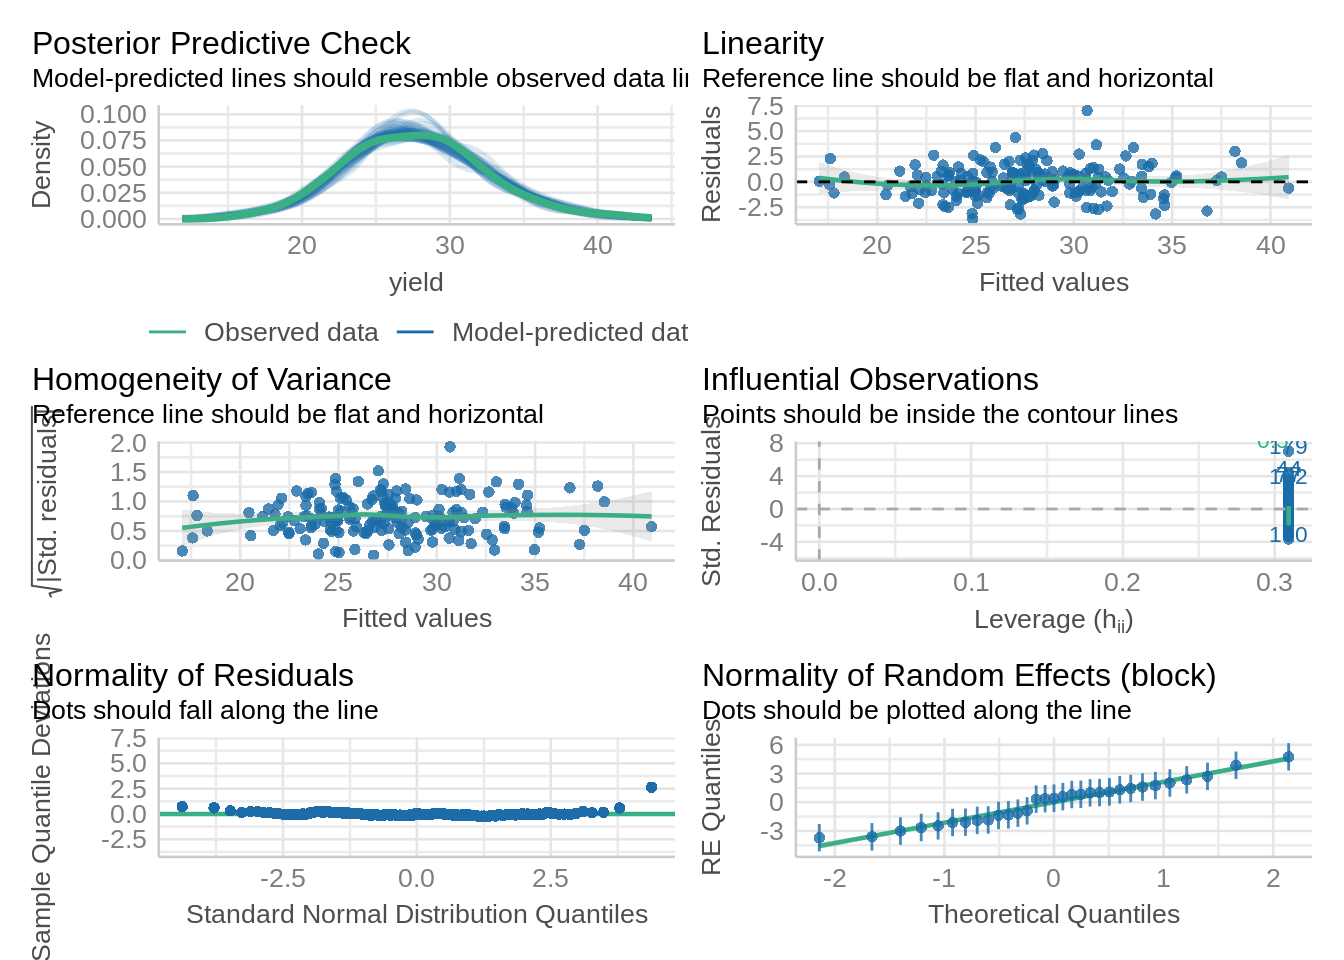 Posterior Predictive Check
Model-predicted lines should resemble observed data lin
Density
0.100
0.075
0.050
0.025
0.000
20 30 40
yield
Observed data Model-predicted dat
Linearity
Reference line should be flat and horizontal
Residuals
7.5
5.0
2.5
0.0
-2.5
20 25 30 35 40
Fitted values
Homogeneity of Variance
Reference line should be flat and horizontal
√|Std. residuals|
2.0
1.5
1.0
0.5
0.0
20 25 30 35 40
Fitted values
Influential Observations
Points should be inside the contour lines
Std. Residuals
8
4
0
-4
179
44
0.0 0.1 0.2 0.3
Leverage (hii)
Normality of Residuals
Dots should fall along the line
Sample Quantile Deviations
7.5
5.0
2.5
0.0
-2.5
-2.5 0.0 2.5
Standard Normal Distribution Quantiles
Normality of Random Effects (block)
Dots should be plotted along the line
RE Quantiles
6
3
0
-3
-2 -1 0 1 2
Theoretical Quantiles